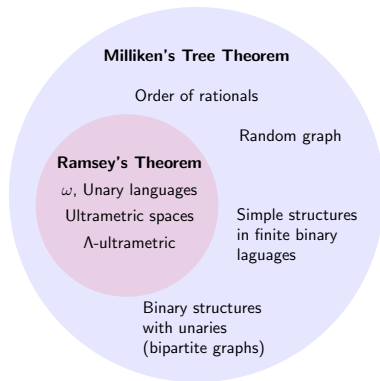 Milliken's Tree Theorem
Order of rationals
Random graph
Ramsey's Theorem
ω, Unary languages
Ultrametric spaces
Λ-ultrametric
Simple structures
in finite binary
laguages
Binary structures
with unaries
(bipartite graphs)